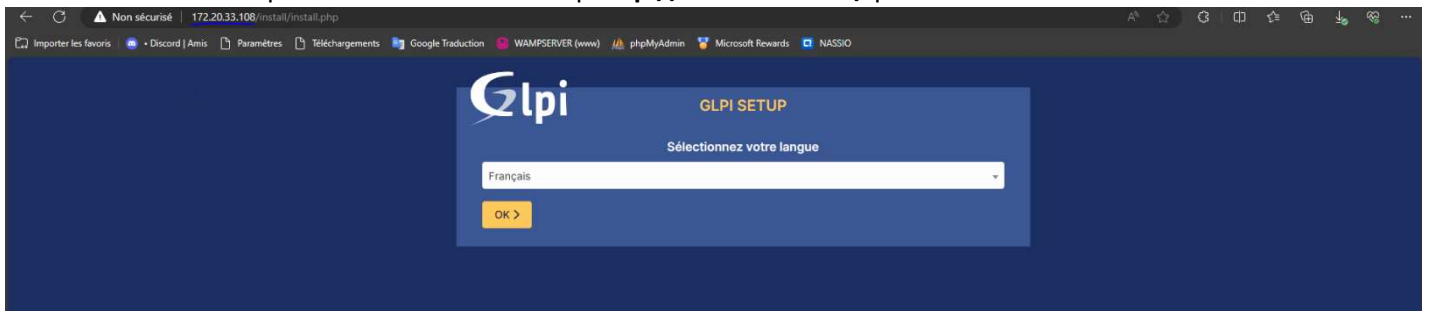 Non sécurisé 172.20.33.108/install/install.php
Importer les favoris • Discord | Amis Paramètres Téléchargements Google Traduction WAMPSERVER (www) phpMyAdmin Microsoft Rewards NASSIO
Glpi
GLPI SETUP
Sélectionnez votre langue
Français
OK >